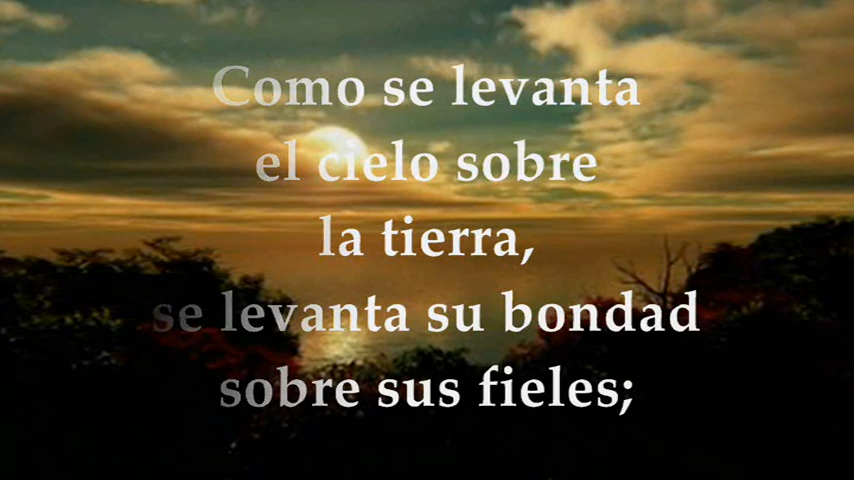 Como se levanta
el cielo sobre
la tierra,
se levanta su bondad
sobre sus fieles;